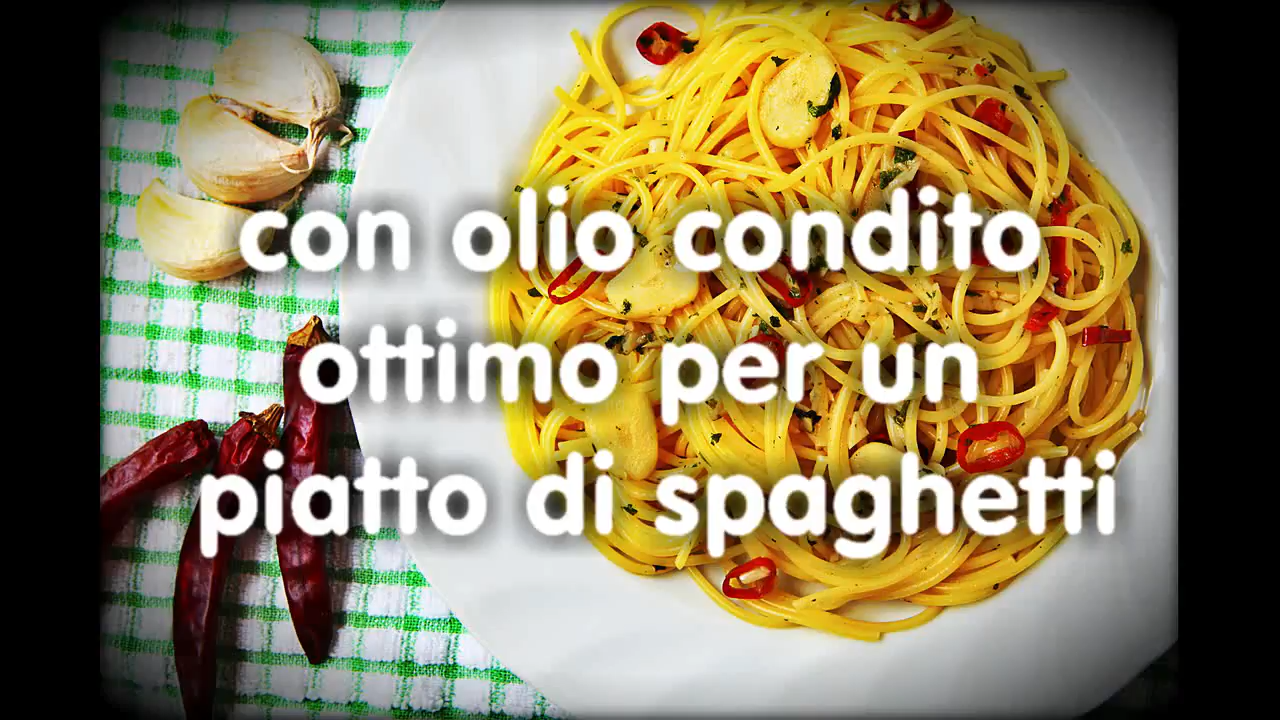 con olio condito
ottimo per un
piatto di spaghetti